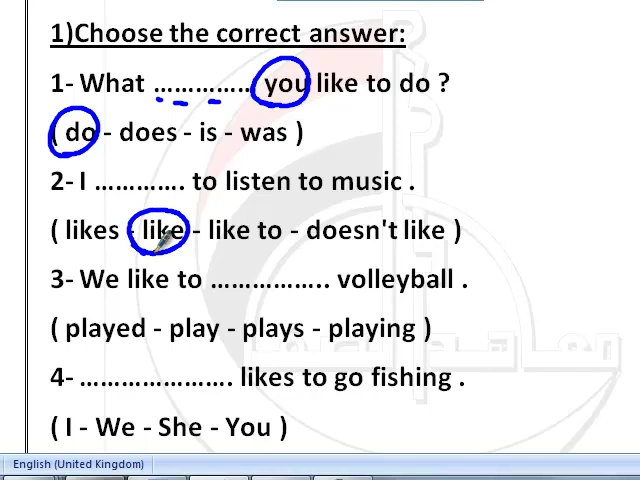 1)Choose the correct answer:
1- What ................ you like to do ?
( do - does - is - was )
2- I ............. to listen to music .
( likes - like - like to - doesn't like )
3- We like to ................. volleyball .
( played - play - plays - playing )
4- ...................... likes to go fishing .
( I - We - She - You )
English (United Kingdom)